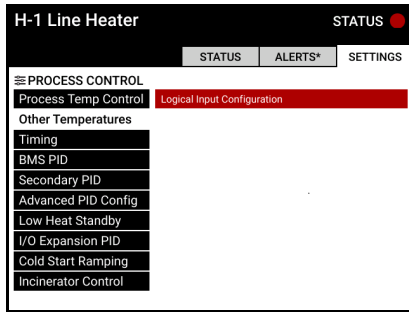 H-1 Line Heater
STATUS
STATUS
ALERTS*
SETTINGS
PROCESS CONTROL
Process Temp Control
Logical Input Configuration
Other Temperatures
Timing
BMS PID
Secondary PID
Advanced PID Config
Low Heat Standby
I/O Expansion PID
Cold Start Ramping
Incinerator Control